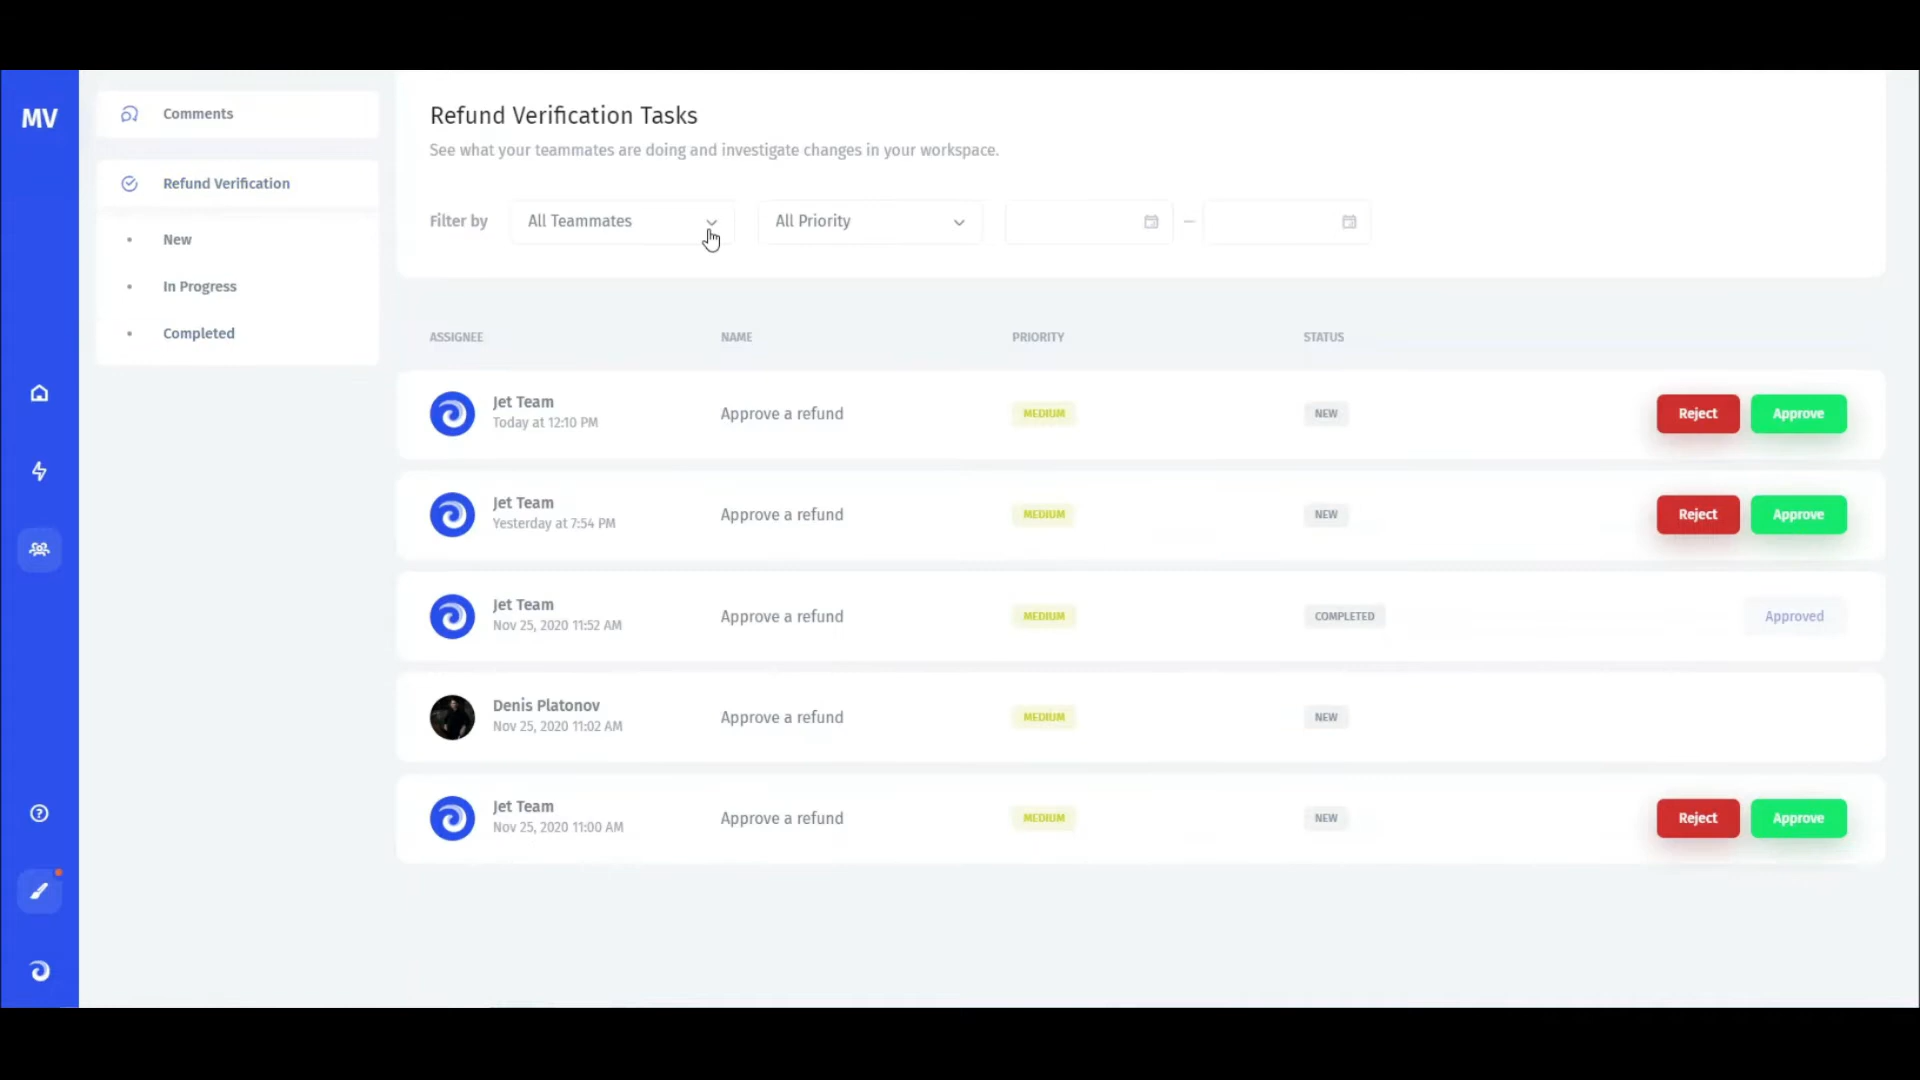 MV
Comments
Refund Verification
New
In Progress
Completed
Refund Verification Tasks
See what your teammates are doing and investigate changes in your workspace.
Filter by All Teammates All Priority –
ASSIGNEE NAME PRIORITY STATUS
Jet Team
Today at 12:10 PM
Approve a refund MEDIUM NEW Reject Approve
Jet Team
Yesterday at 7:54 PM
Approve a refund MEDIUM NEW Reject Approve
Jet Team
Nov 25, 2020 11:52 AM
Approve a refund MEDIUM COMPLETED Approved
Denis Platonov
Nov 25, 2020 11:02 AM
Approve a refund MEDIUM NEW
Jet Team
Nov 25, 2020 11:00 AM
Approve a refund MEDIUM NEW Reject Approve